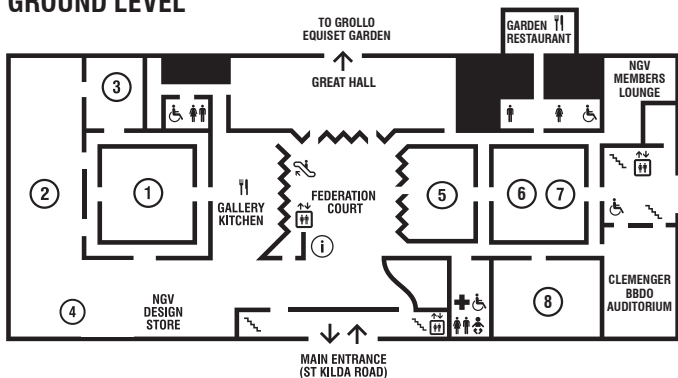 GROUND LEVEL
TO GROLLO
EQUISET GARDEN
GREAT HALL
GARDEN
RESTAURANT
NGV
MEMBERS
LOUNGE
3
2
1
GALLERY
KITCHEN
FEDERATION
COURT
i
5
6
7
4
NGV
DESIGN
STORE
8
CLEMENGER
BBDO
AUDITORIUM
MAIN ENTRANCE
(ST KILDA ROAD)